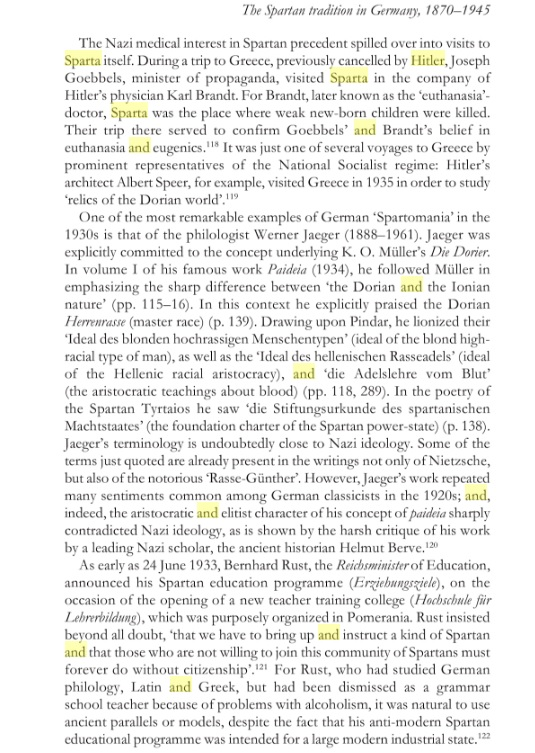 The Spartan tradition in Germany, 1870–1945
The Nazi medical interest in Spartan precedent spilled over into visits to
Sparta itself. During a trip to Greece, previously cancelled by Hitler, Joseph
Goebbels, minister of propaganda, visited Sparta in the company of
Hitler's physician Karl Brandt. For Brandt, later known as the 'euthanasia'-
doctor, Sparta was the place where weak new-born children were killed.
Their trip there served to confirm Goebbels' and Brandt's belief in
euthanasia and eugenics.118 It was just one of several voyages to Greece by
prominent representatives of the National Socialist regime: Hitler's
architect Albert Speer, for example, visited Greece in 1935 in order to study
'relics of the Dorian world'.119
One of the most remarkable examples of German 'Spartomania' in the
1930s is that of the philologist Werner Jaeger (1888–1961). Jaeger was
explicitly committed to the concept underlying K. O. Müller's Die Dorier.
In volume I of his famous work Paideia (1934), he followed Müller in
emphasizing the sharp difference between 'the Dorian and the Ionian
nature' (pp. 115–16). In this context he explicitly praised the Dorian
Herrenrasse (master race) (p. 139). Drawing upon Pindar, he lionized their
'Ideal des blonden hochrassigen Menschentypen' (ideal of the blond high-
racial type of man), as well as the 'Ideal des hellenischen Rasseadels' (ideal
of the Hellenic racial aristocracy), and 'die Adelslehre vom Blut'
(the aristocratic teachings about blood) (pp. 118, 289). In the poetry of
the Spartan Tyrtaios he saw 'die Stiftungsurkunde des spartanischen
Machtstaates' (the foundation charter of the Spartan power-state) (p. 138).
Jaeger's terminology is undoubtedly close to Nazi ideology. Some of the
terms just quoted are already present in the writings not only of Nietzsche,
but also of the notorious 'Rasse-Günther'. However, Jaeger's work repeated
many sentiments common among German classicists in the 1920s; and,
indeed, the aristocratic and elitist character of his concept of paideia sharply
contradicted Nazi ideology, as is shown by the harsh critique of his work
by a leading Nazi scholar, the ancient historian Helmut Berve.120
As early as 24 June 1933, Bernhard Rust, the Reichsminister of Education,
announced his Spartan education programme (Erziehungsziele), on the
occasion of the opening of a new teacher training college (Hochschule für
Lehrerbildung), which was purposely organized in Pomerania. Rust insisted
beyond all doubt, 'that we have to bring up and instruct a kind of Spartan
and that those who are not willing to join this community of Spartans must
forever do without citizenship'.121 For Rust, who had studied German
philology, Latin and Greek, but had been dismissed as a grammar
school teacher because of problems with alcoholism, it was natural to use
ancient parallels or models, despite the fact that his anti-modern Spartan
educational programme was intended for a large modern industrial state.122